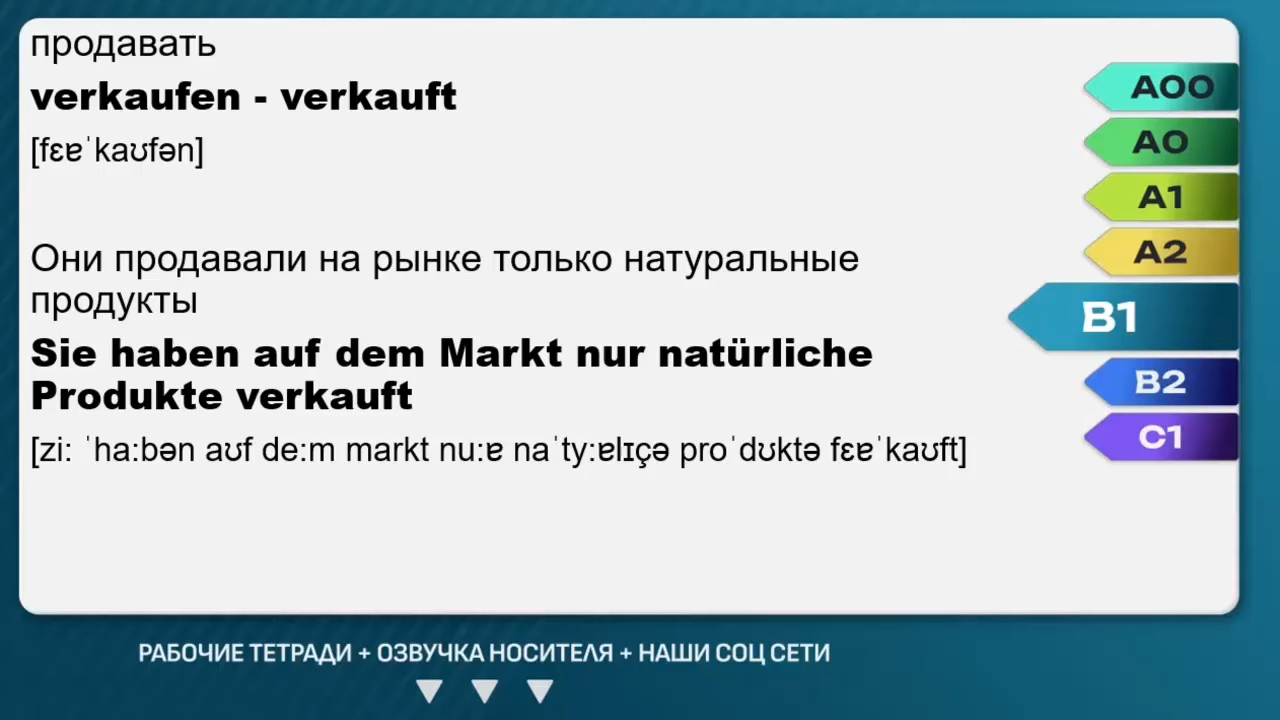 продавать
verkaufen - verkauft
[fɛɐˈkaʊfən]
Они продавали на рынке только натуральные
продукты
Sie haben auf dem Markt nur natürliche
Produkte verkauft
[zi: ˈha:bən aʊf de:m markt nu:ɐ naˈty:ɐlɪçə proˈdʊktə fɛɐˈkaʊft]
A00
A0
A1
A2
B1
B2
C1
РАБОЧИЕ ТЕТРАДИ + ОЗВУЧКА НОСИТЕЛЯ + НАШИ СОЦ СЕТИ